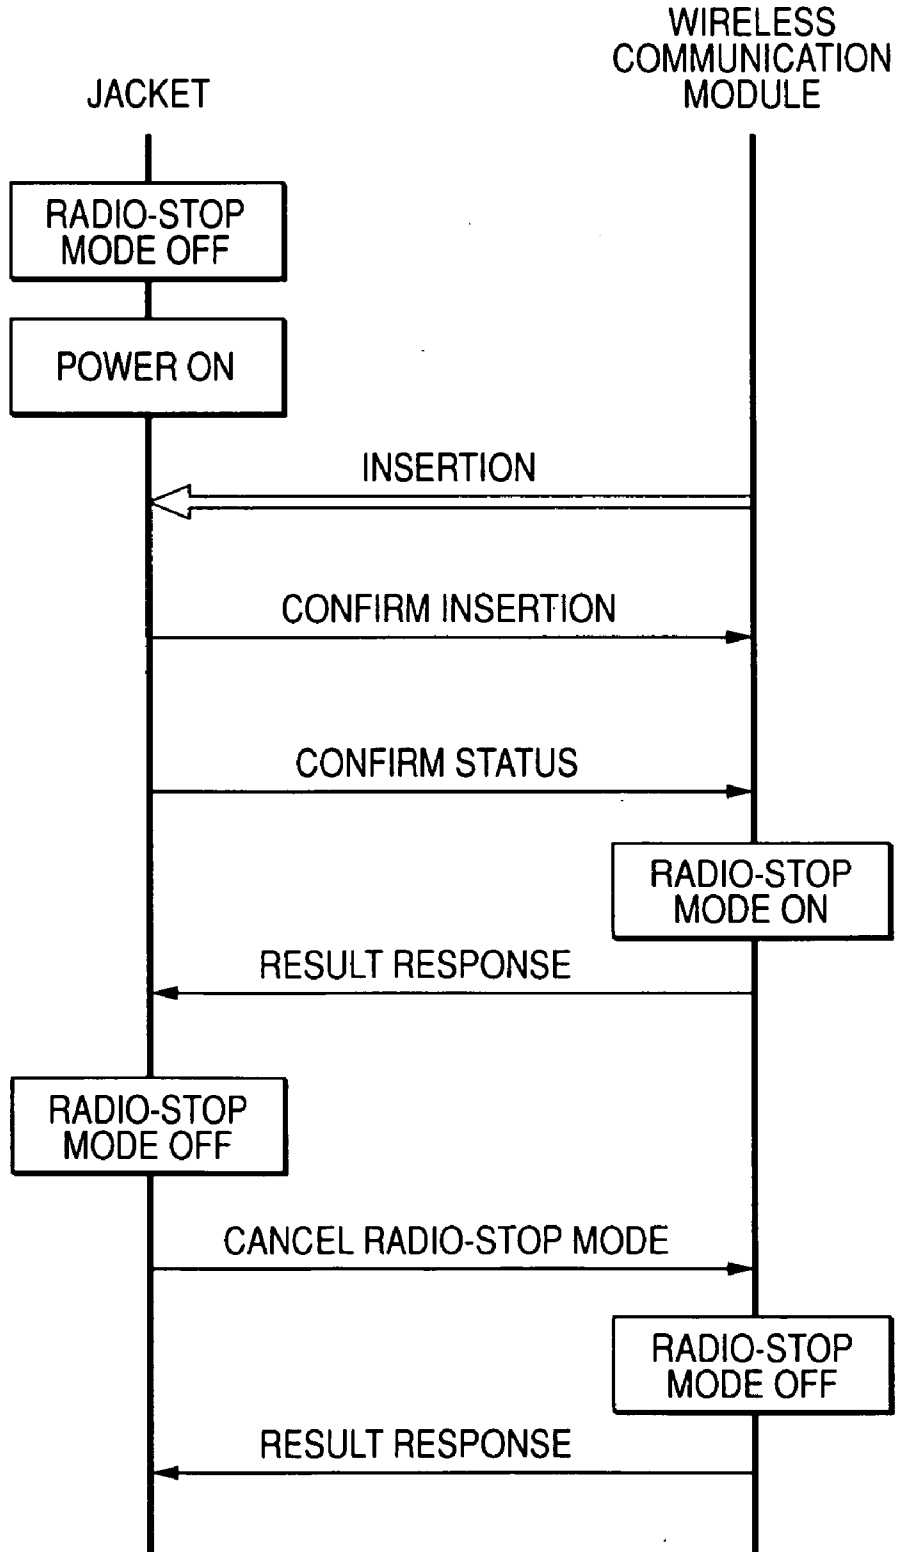 WIRELESS
COMMUNICATION
MODULE
JACKET
RADIO-STOP
MODE OFF
POWER ON
INSERTION
CONFIRM INSERTION
CONFIRM STATUS
RADIO-STOP
MODE ON
RESULT RESPONSE
RADIO-STOP
MODE OFF
CANCEL RADIO-STOP MODE
RADIO-STOP
MODE OFF
RESULT RESPONSE